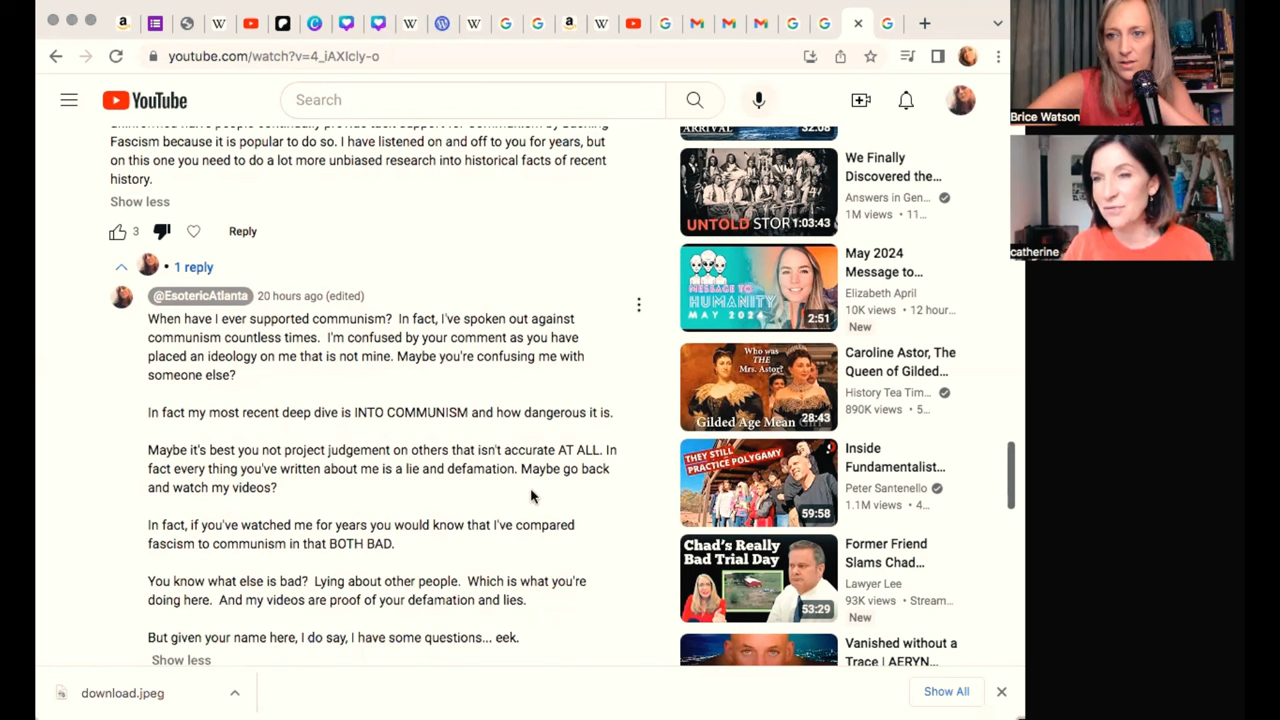 youtube.com/watch?v=4_iAXIcly-o
YouTube
Search
Fascism because it is popular to do so. I have listened on and off to you for years, but
on this one you need to do a lot more unbiased research into historical facts of recent
history.
Show less
3
Reply
• 1 reply
@EsotericAtlanta 20 hours ago (edited)
When have I ever supported communism? In fact, I've spoken out against
communism countless times. I'm confused by your comment as you have
placed an ideology on me that is not mine. Maybe you're confusing me with
someone else?
In fact my most recent deep dive is INTO COMMUNISM and how dangerous it is.
Maybe it's best you not project judgement on others that isn't accurate AT ALL. In
fact every thing you've written about me is a lie and defamation. Maybe go back
and watch my videos?
In fact, if you've watched me for years you would know that I've compared
fascism to communism in that BOTH BAD.
You know what else is bad? Lying about other people. Which is what you're
doing here. And my videos are proof of your defamation and lies.
But given your name here, I do say, I have some questions... eek.
Show less
ARRIVAL
32:08
UNTOLD STOR
1:03:43
We Finally
Discovered the...
Answers in Gen...
1M views • 11...
MESSAGE TO
HUMANITY
MAY 2024
2:51
May 2024
Message to...
Elizabeth April
10K views • 12 hour...
New
Who was
THE
Mrs. Astor?
Gilded Age Mean
28:43
Caroline Astor, The
Queen of Gilded...
History Tea Tim...
890K views • 5...
THEY STILL
PRACTICE POLYGAMY
59:58
Inside
Fundamentalist...
Peter Santenello
1.1M views • 4...
Chad's Really
Bad Trial Day
53:29
Former Friend
Slams Chad...
Lawyer Lee
93K views • Stream...
New
Vanished without a
Trace | AERYN...
download.jpeg
Show All
Brice Watson
catherine